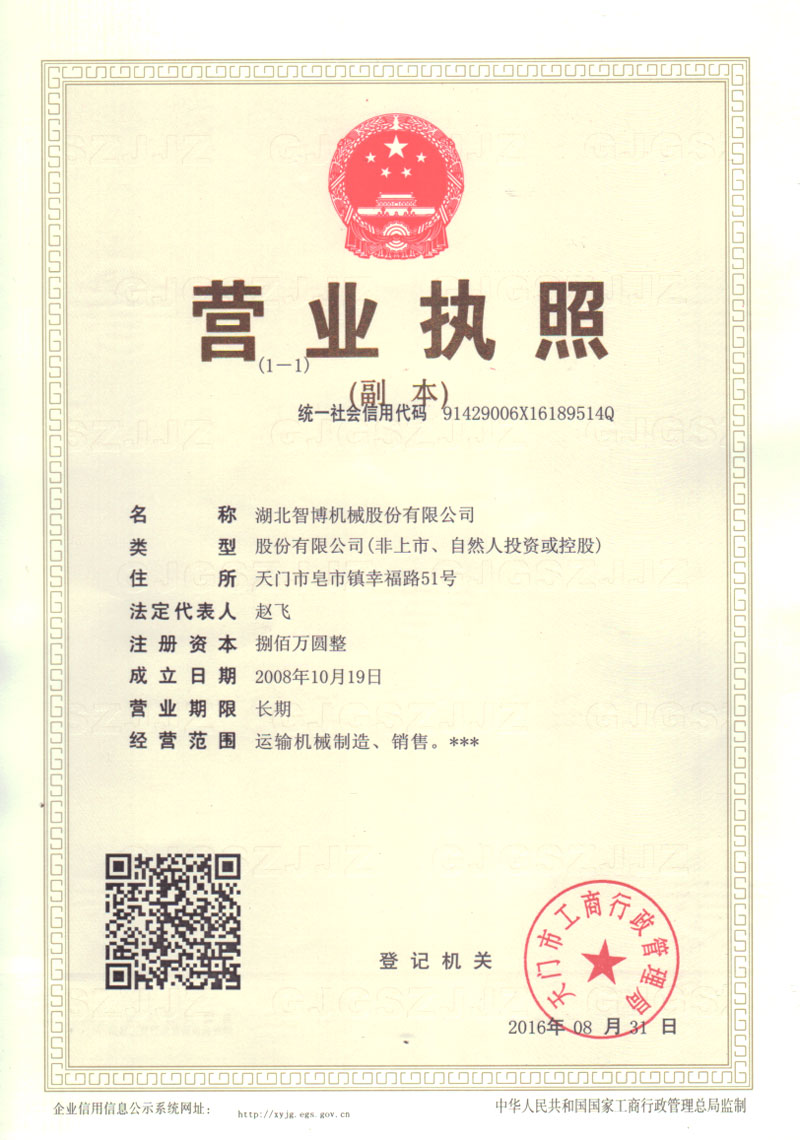 营业执照
(1-1)
(副 本)
统一社会信用代码 91429006X16189514Q
名 称 湖北智博机械股份有限公司
类 型 股份有限公司(非上市、自然人投资或控股)
住 所 天门市皂市镇幸福路51号
法定代表人 赵飞
注册资本 捌佰万圆整
成立日期 2008年10月19日
营业期限 长期
经营范围 运输机械制造、销售。***
天门市工商行政管理局
登记机关
2016年 08 月 31 日
企业信用信息公示系统网址： http://xyjg.egs.gov.cn
中华人民共和国国家工商行政管理总局监制